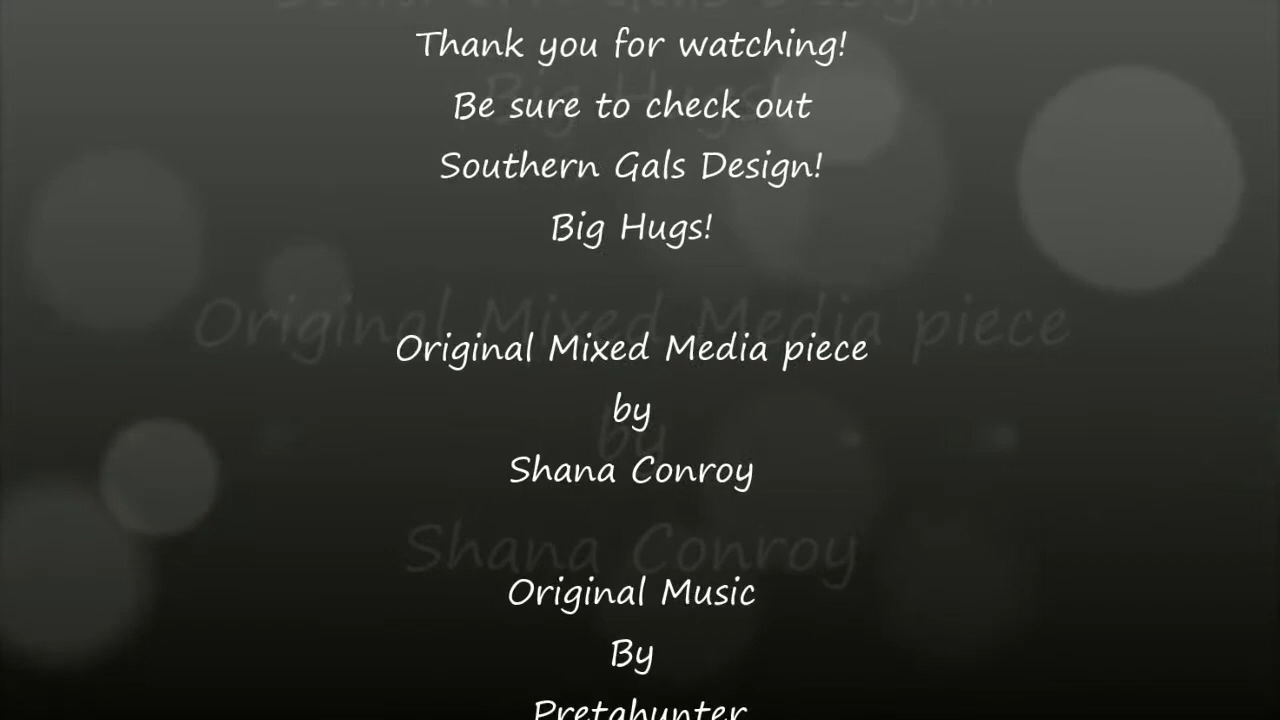 Thank you for watching!
Be sure to check out
Southern Gals Design!
Big Hugs!
Original Mixed Media piece
by
Shana Conroy
Original Music
By
Pretahunter